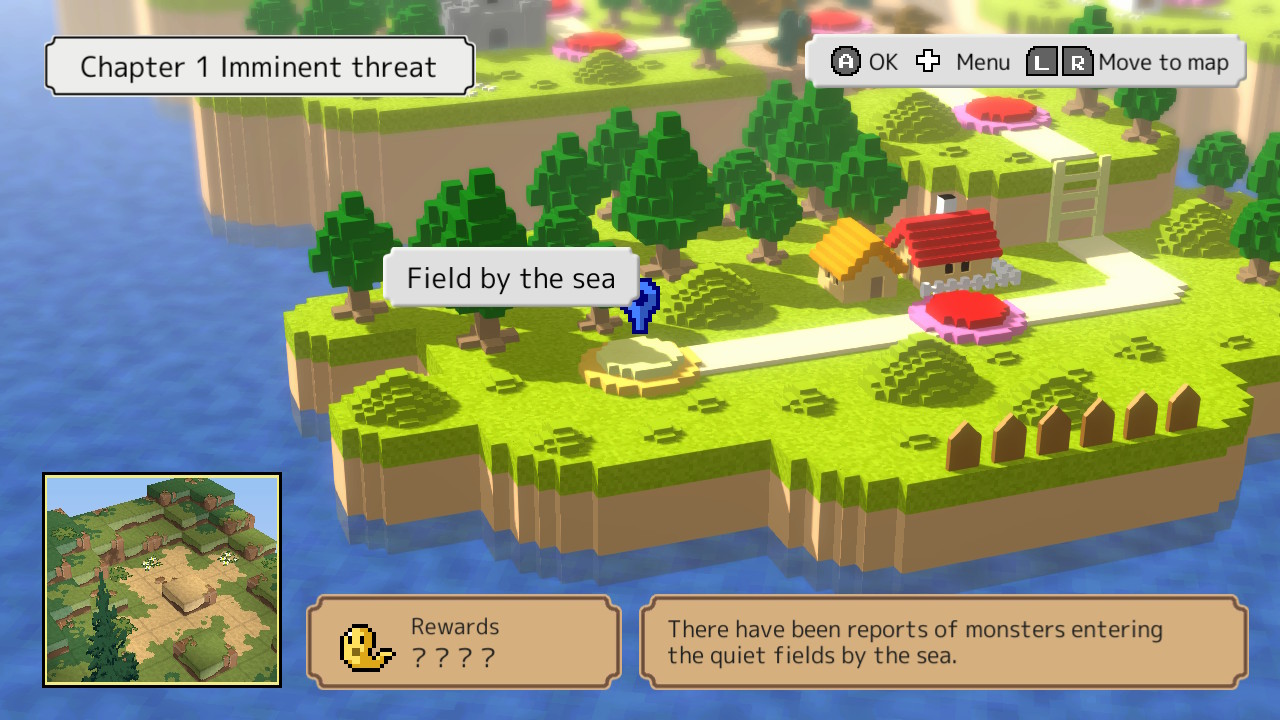 Chapter 1 Imminent threat
A OK Menu L R Move to map
Field by the sea
Rewards
? ? ? ?
There have been reports of monsters entering
the quiet fields by the sea.